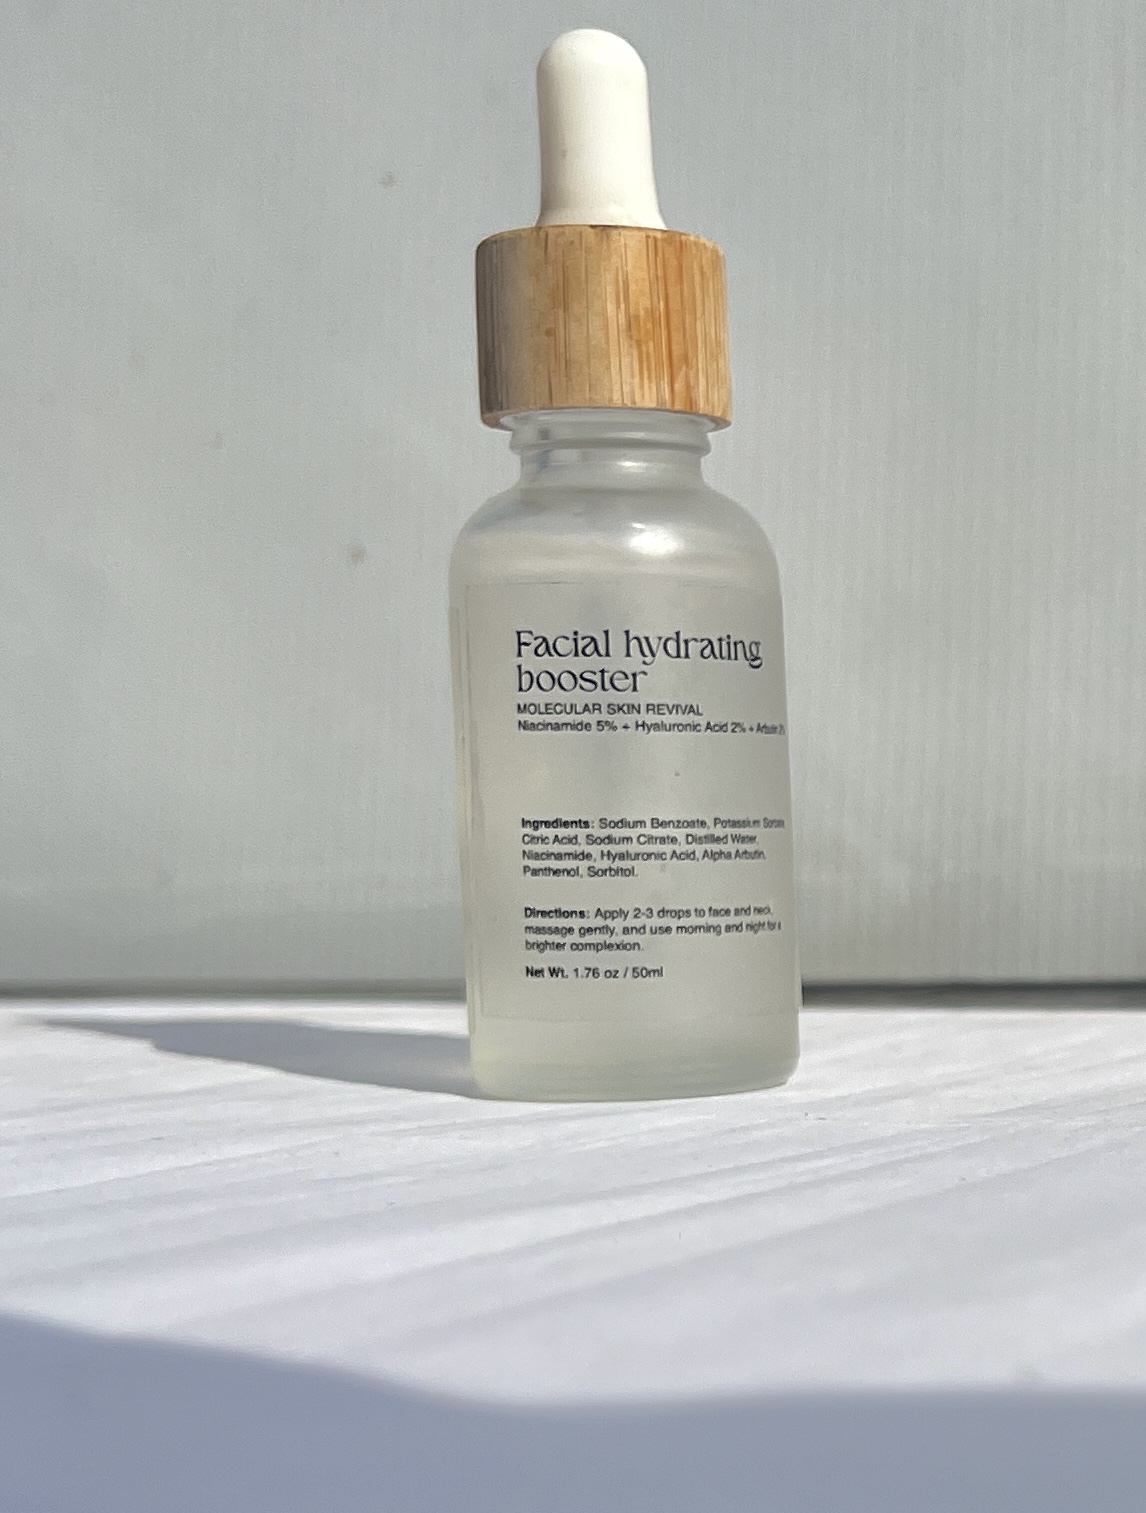 Facial hydrating
booster
MOLECULAR SKIN REVIVAL
Niacinamide 5% + Hyaluronic Acid 2% + Arbutin
Ingredients: Sodium Benzoate, Potassium
Citric Acid, Sodium Citrate, Distilled Water,
Niacinamide, Hyaluronic Acid, Alpha Arbutin,
Panthenol, Sorbitol.
Directions: Apply 2-3 drops to face and neck,
massage gently, and use morning and night for
brighter complexion.
Net Wt. 1.76 oz / 50ml